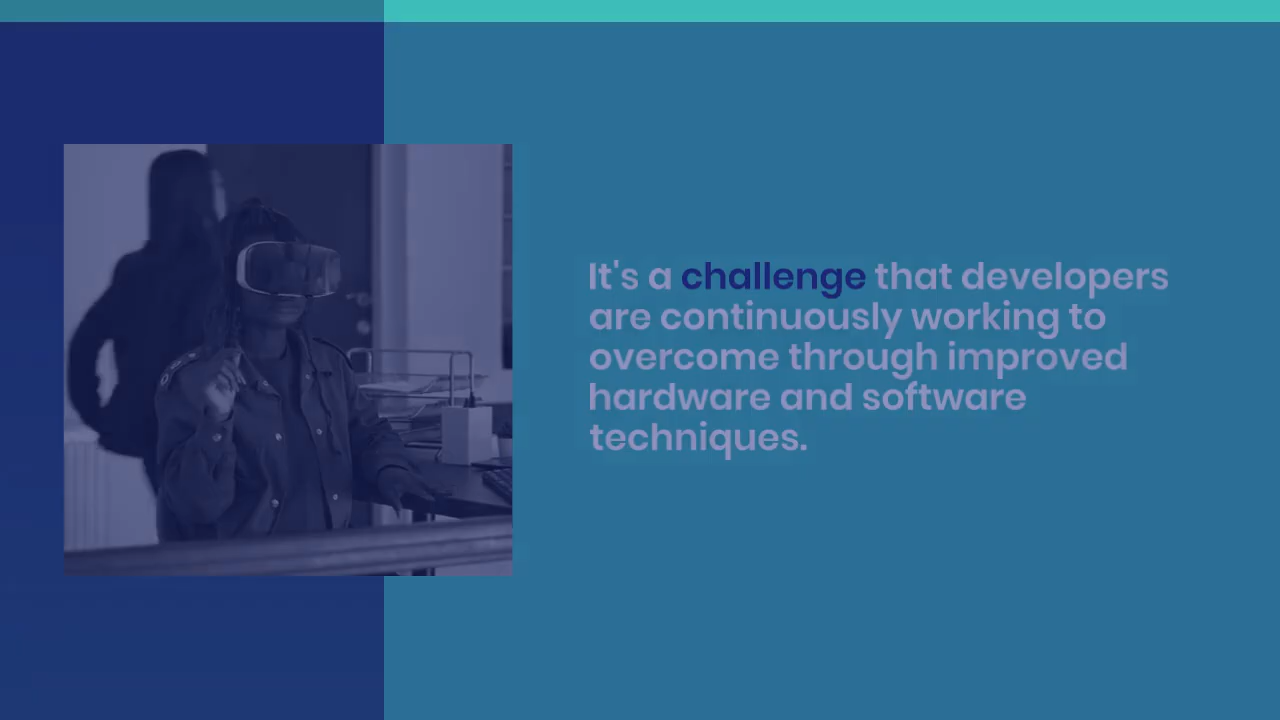 It's a challenge that developers
are continuously working to
overcome through improved
hardware and software
techniques.